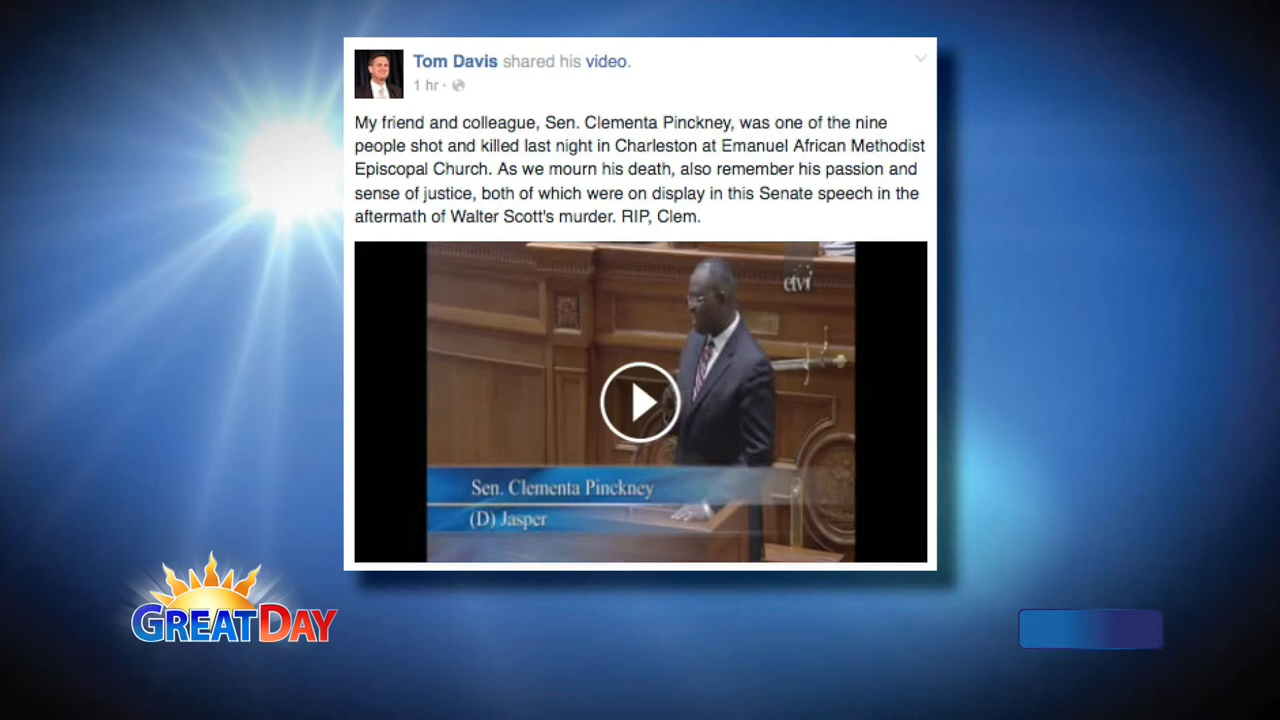 Tom Davis shared his video.
1 hr ·
My friend and colleague, Sen. Clementa Pinckney, was one of the nine
people shot and killed last night in Charleston at Emanuel African Methodist
Episcopal Church. As we mourn his death, also remember his passion and
sense of justice, both of which were on display in this Senate speech in the
aftermath of Walter Scott's murder. RIP, Clem.
etv
Sen. Clementa Pinckney
(D) Jasper
GREAT DAY